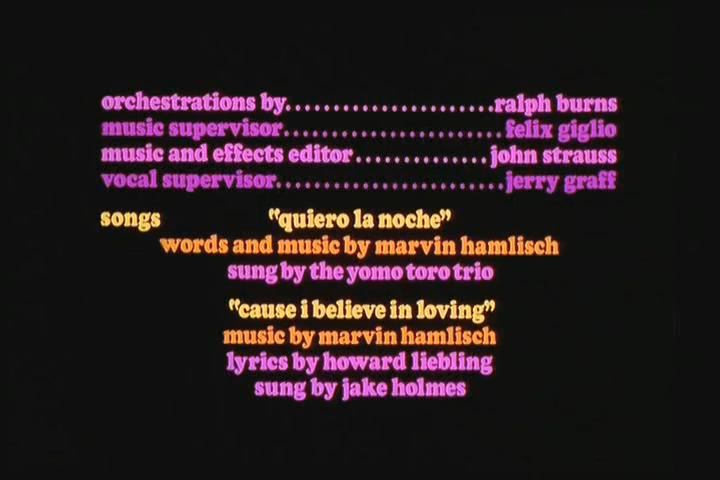 orchestrations by......................ralph burns
music supervisor......................felix giglio
music and effects editor.............john strauss
vocal supervisor.......................jerry graff
songs "quiero la noche"
words and music by marvin hamlisch
sung by the yomo toro trio
"cause i believe in loving"
music by marvin hamlisch
lyrics by howard liebling
sung by jake holmes